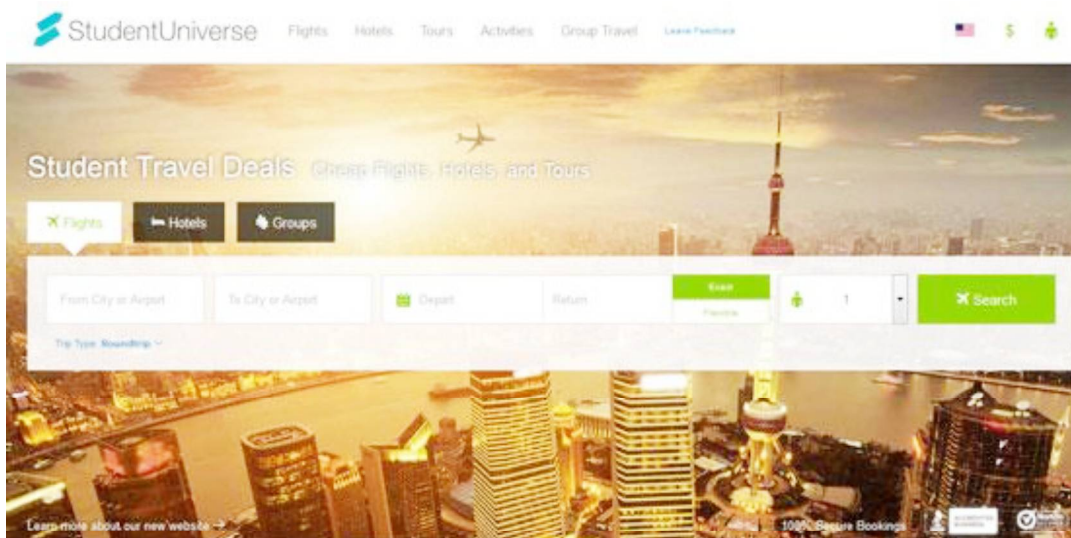 StudentUniverse Flights Hotels Tours Activities Group Travel Leave Feedback $
Student Travel Deals Cheap Flights, Hotels, and Tours
Flights Hotels Groups
From City or Airport To City or Airport Depart Return Exact 1 Search
Flexible
Trip Type: Roundtrip
Learn more about our new website → 100% Secure Bookings ACCREDITED BUSINESS